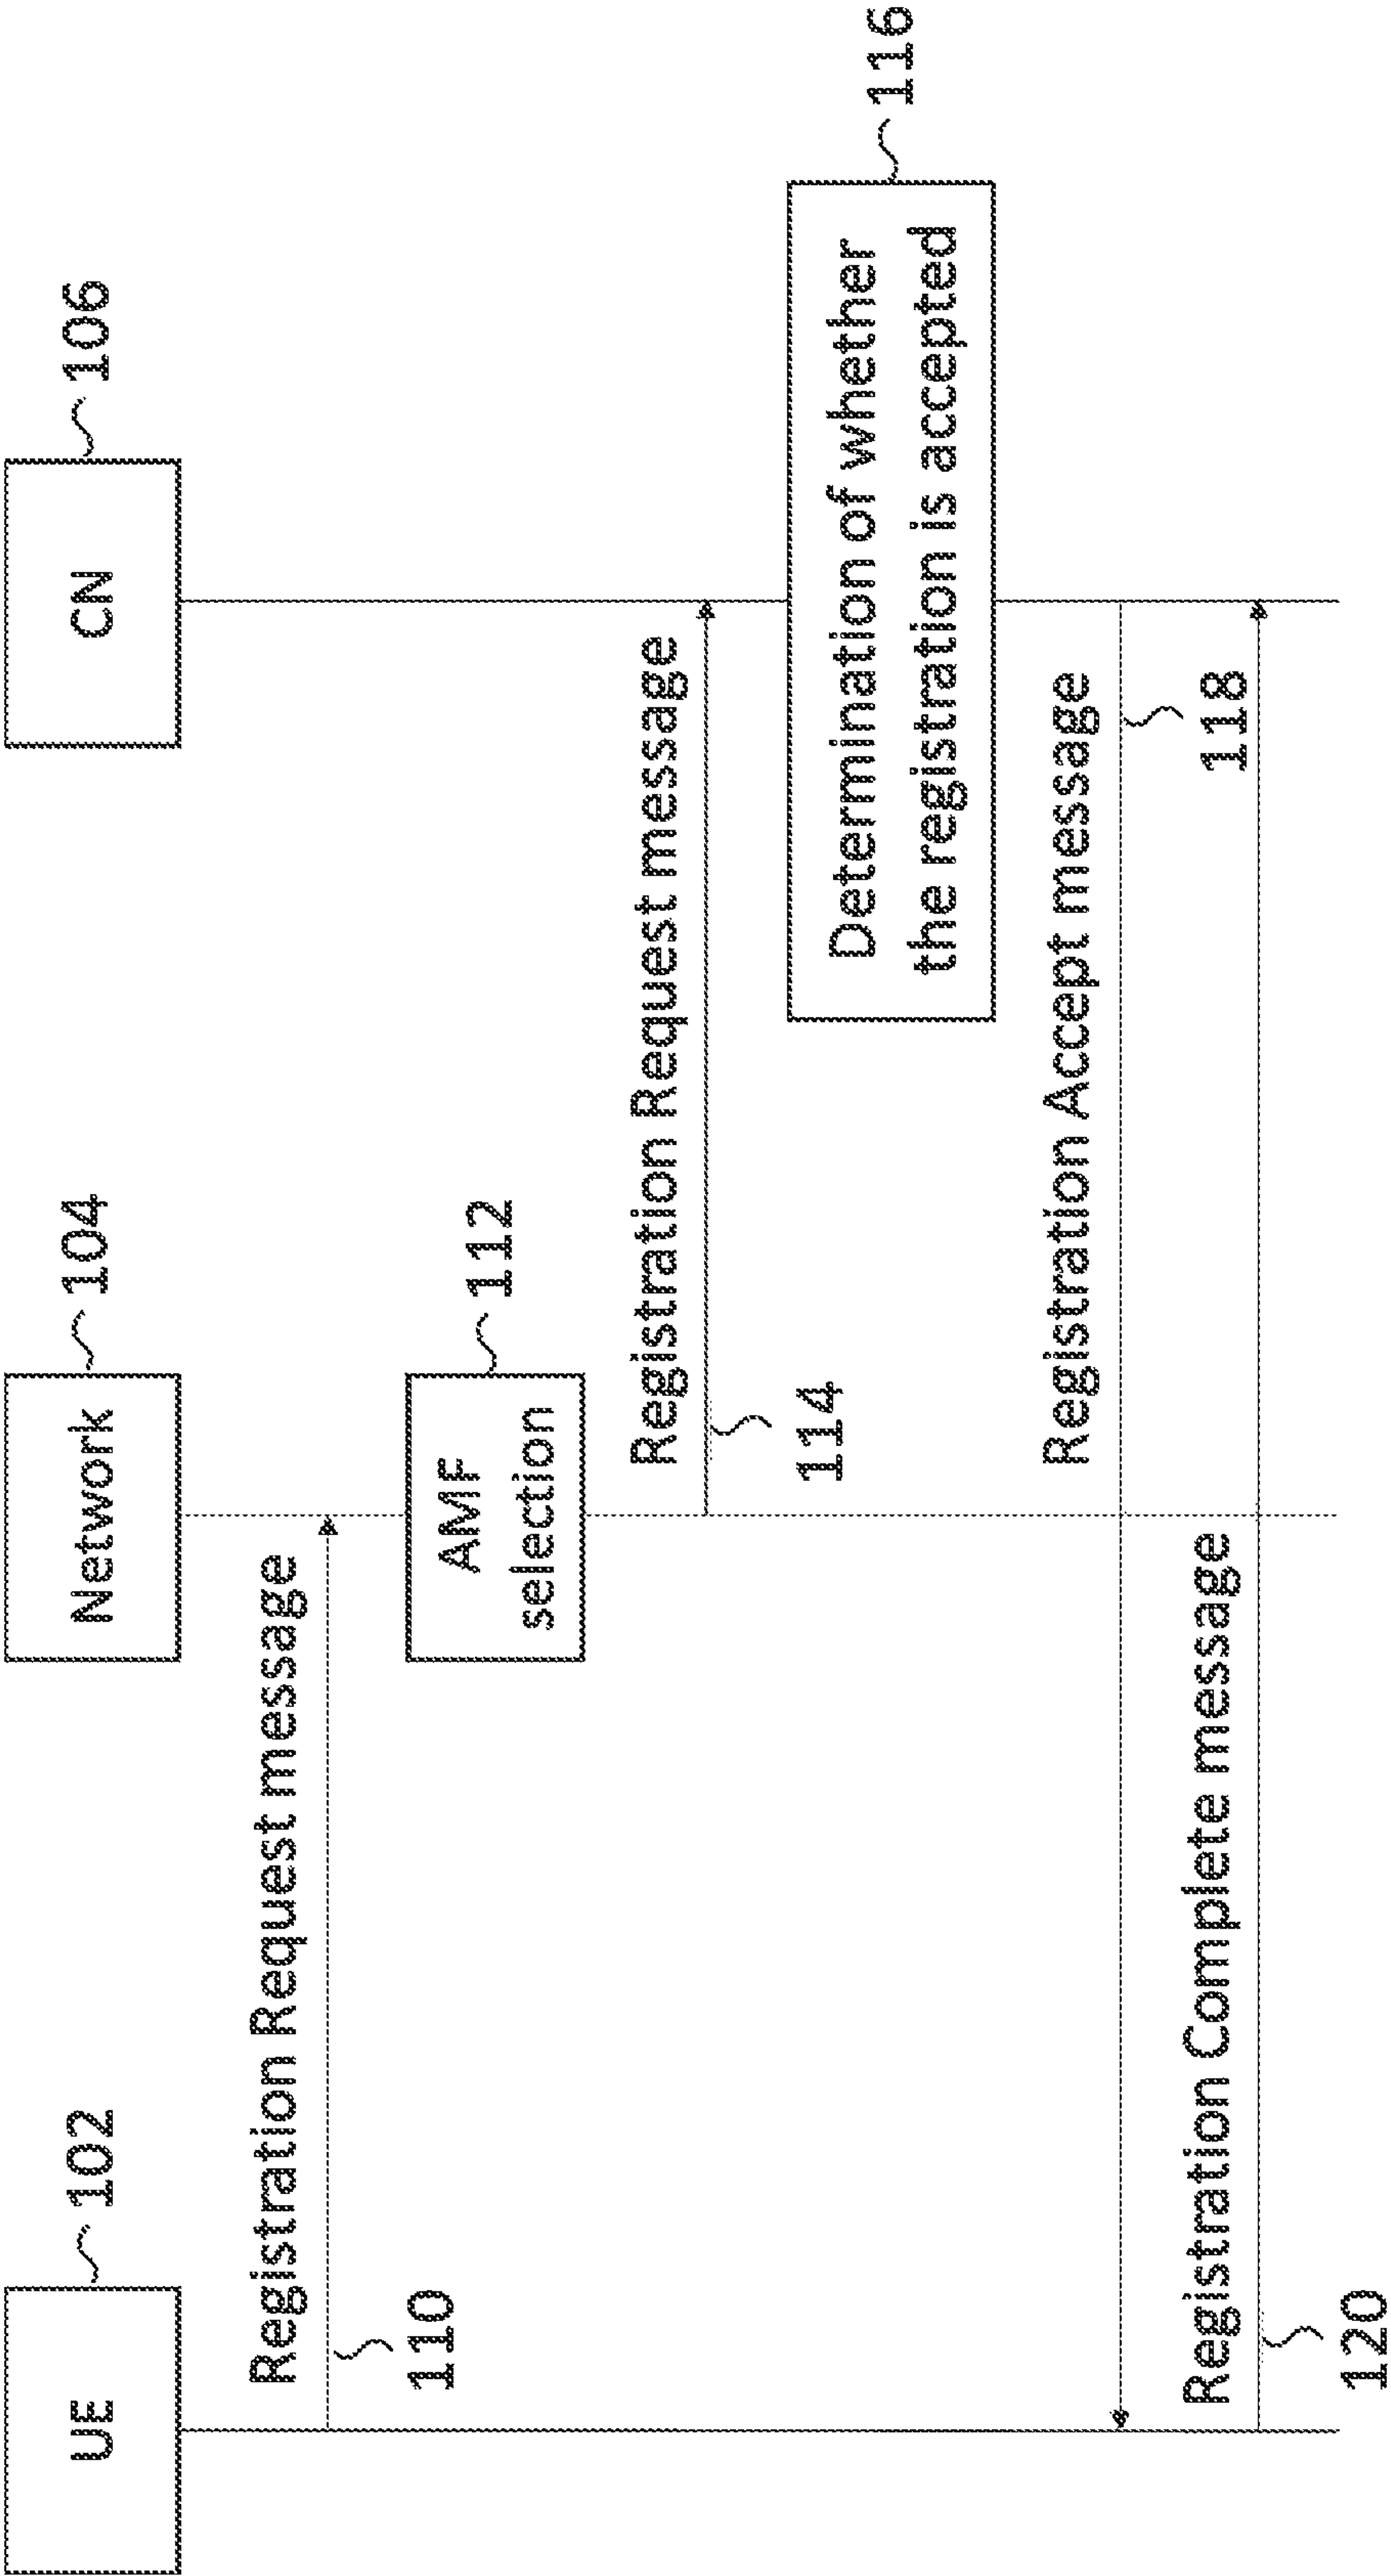 UE
102
Network
104
CN
106
Registration Request message
110
AMF
selection
112
Registration Request message
114
Determination of whether
the registration is accepted
116
Registration Accept message
118
Registration Complete message
120